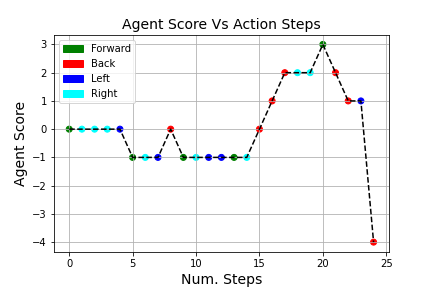 Agent Score Vs Action Steps
3
2
1
0
−1
−2
−3
−4
Agent Score
Forward
Back
Left
Right
0 5 10 15 20 25
Num. Steps